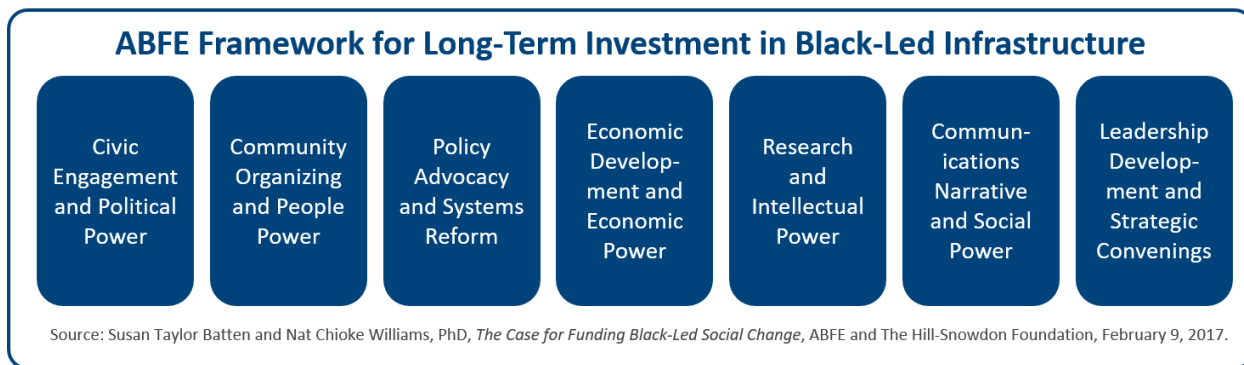 ABFE Framework for Long-Term Investment in Black-Led Infrastructure
Civic
Engagement
and Political
Power
Community
Organizing
and People
Power
Policy
Advocacy
and Systems
Reform
Economic
Develop-
ment and
Economic
Power
Research
and
Intellectual
Power
Commun-
ications
Narrative
and Social
Power
Leadership
Develop-
ment and
Strategic
Convenings
Source: Susan Taylor Batten and Nat Chioke Williams, PhD, The Case for Funding Black-Led Social Change, ABFE and The Hill-Snowdon Foundation, February 9, 2017.